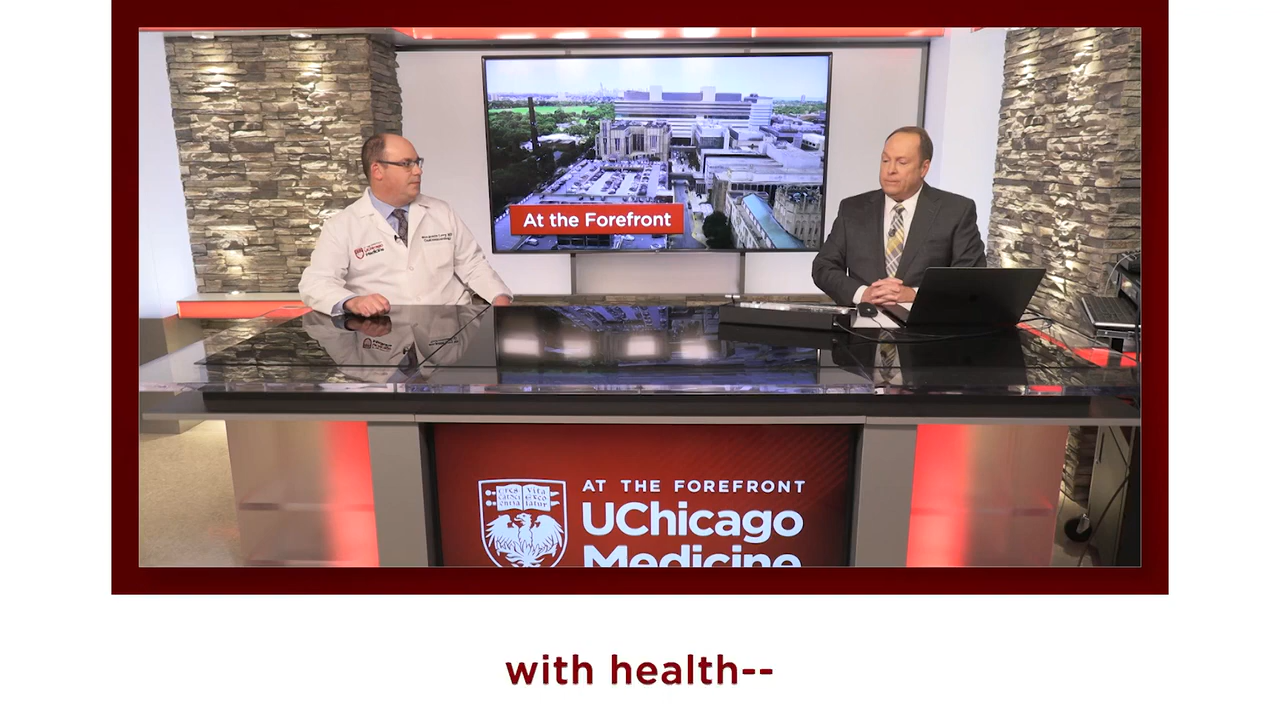 At the Forefront
AT THE FOREFRONT
UChicago
Medicine
with health--